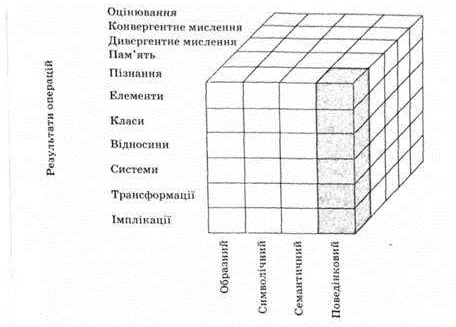 Оцінювання
Конвергентне мислення
Дивергентне мислення
Пам'ять
Пізнання
Елементи
Класи
Відносини
Системи
Трансформації
Імплікації
Результати операцій
Образний
Символічний
Семантичний
Поведінковий